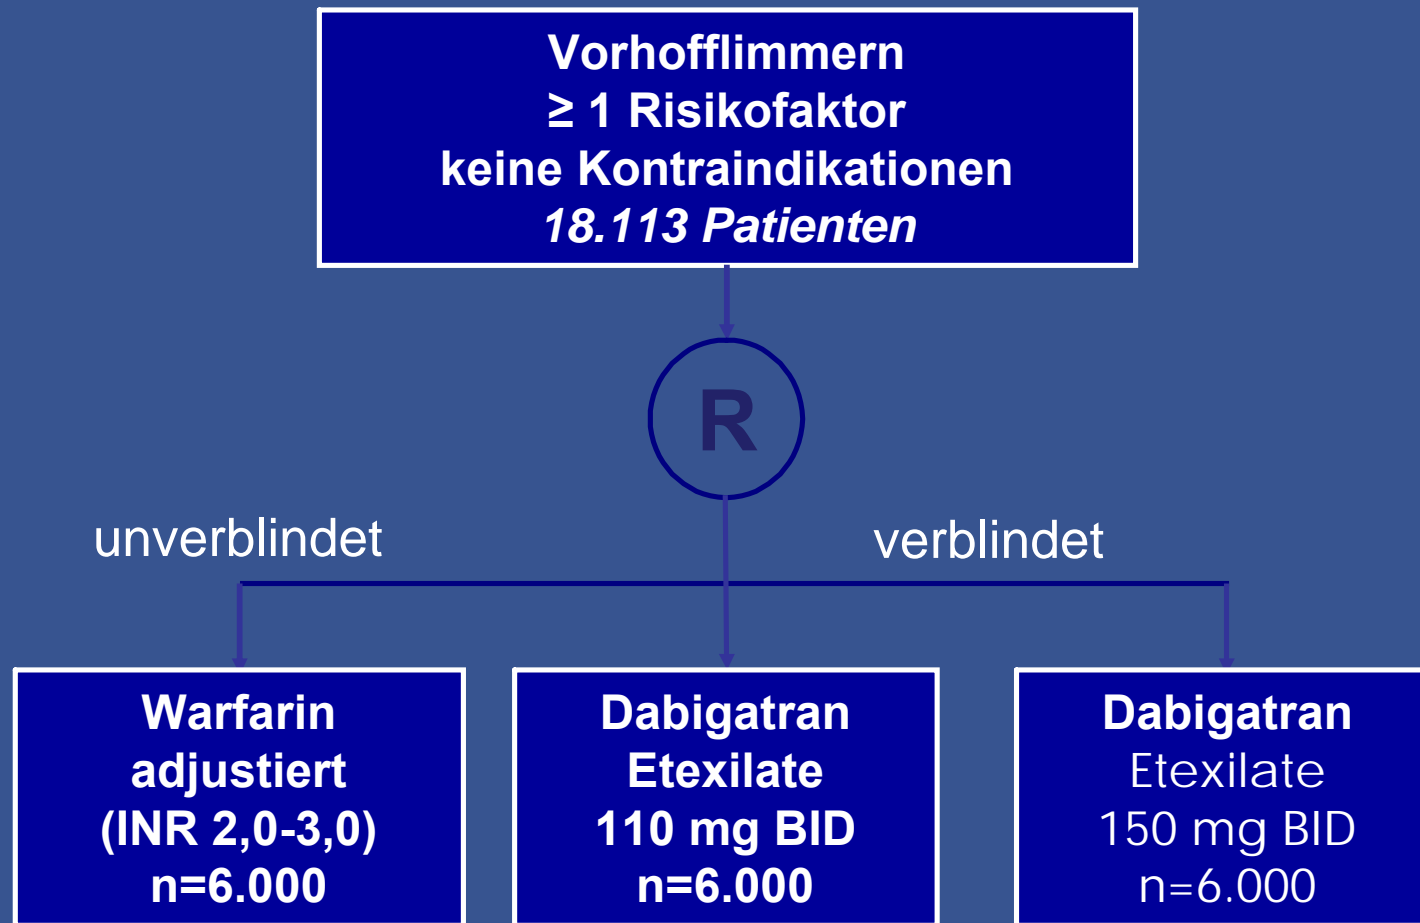 Vorhofflimmern
≥ 1 Risikofaktor
keine Kontraindikationen
18.113 Patienten
R
unverblindet
verblindet
Warfarin
adjustiert
(INR 2,0-3,0)
n=6.000
Dabigatran
Etexilate
110 mg BID
n=6.000
Dabigatran
Etexilate
150 mg BID
n=6.000